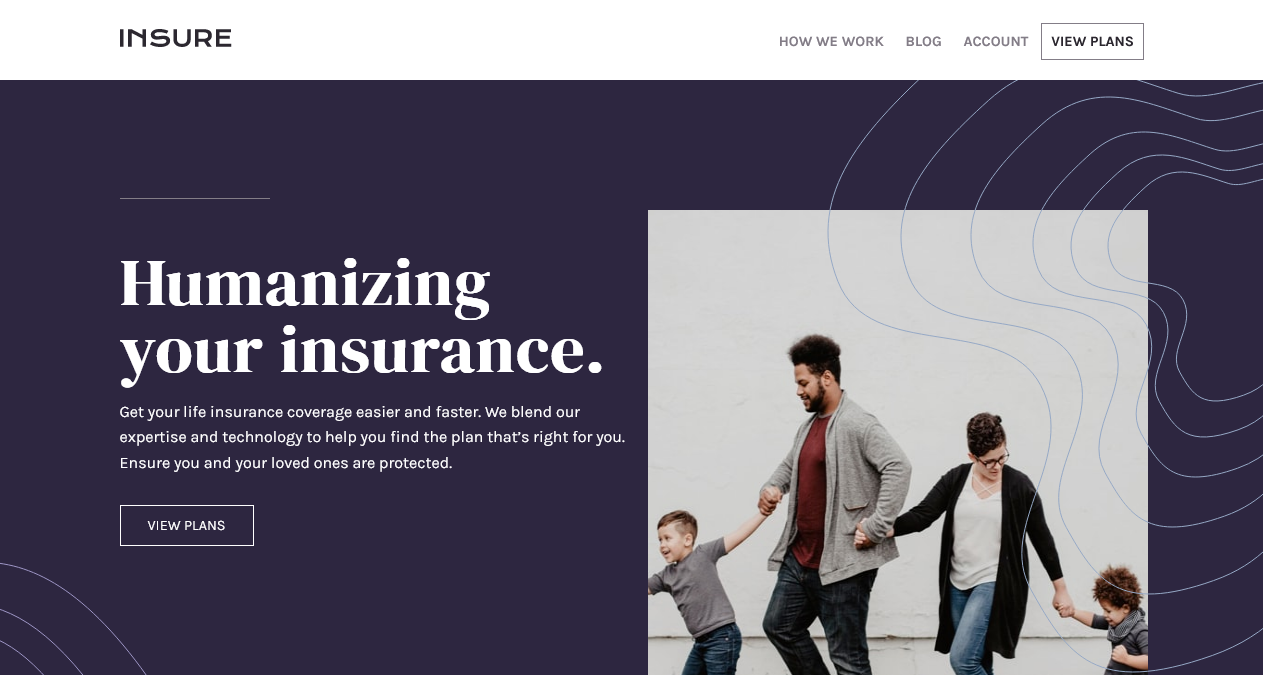 INSURE
HOW WE WORK
BLOG
ACCOUNT
VIEW PLANS
Humanizing
your insurance.
Get your life insurance coverage easier and faster. We blend our
expertise and technology to help you find the plan that’s right for you.
Ensure you and your loved ones are protected.
VIEW PLANS